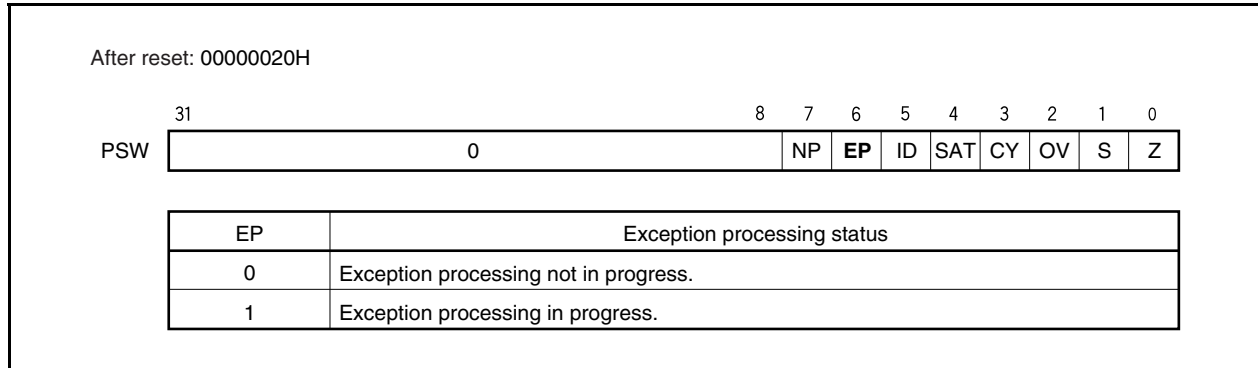 After reset: 00000020H
31 8 7 6 5 4 3 2 1 0
PSW 0 NP EP ID SAT CY OV S Z
EP Exception processing status
0 Exception processing not in progress.
1 Exception processing in progress.